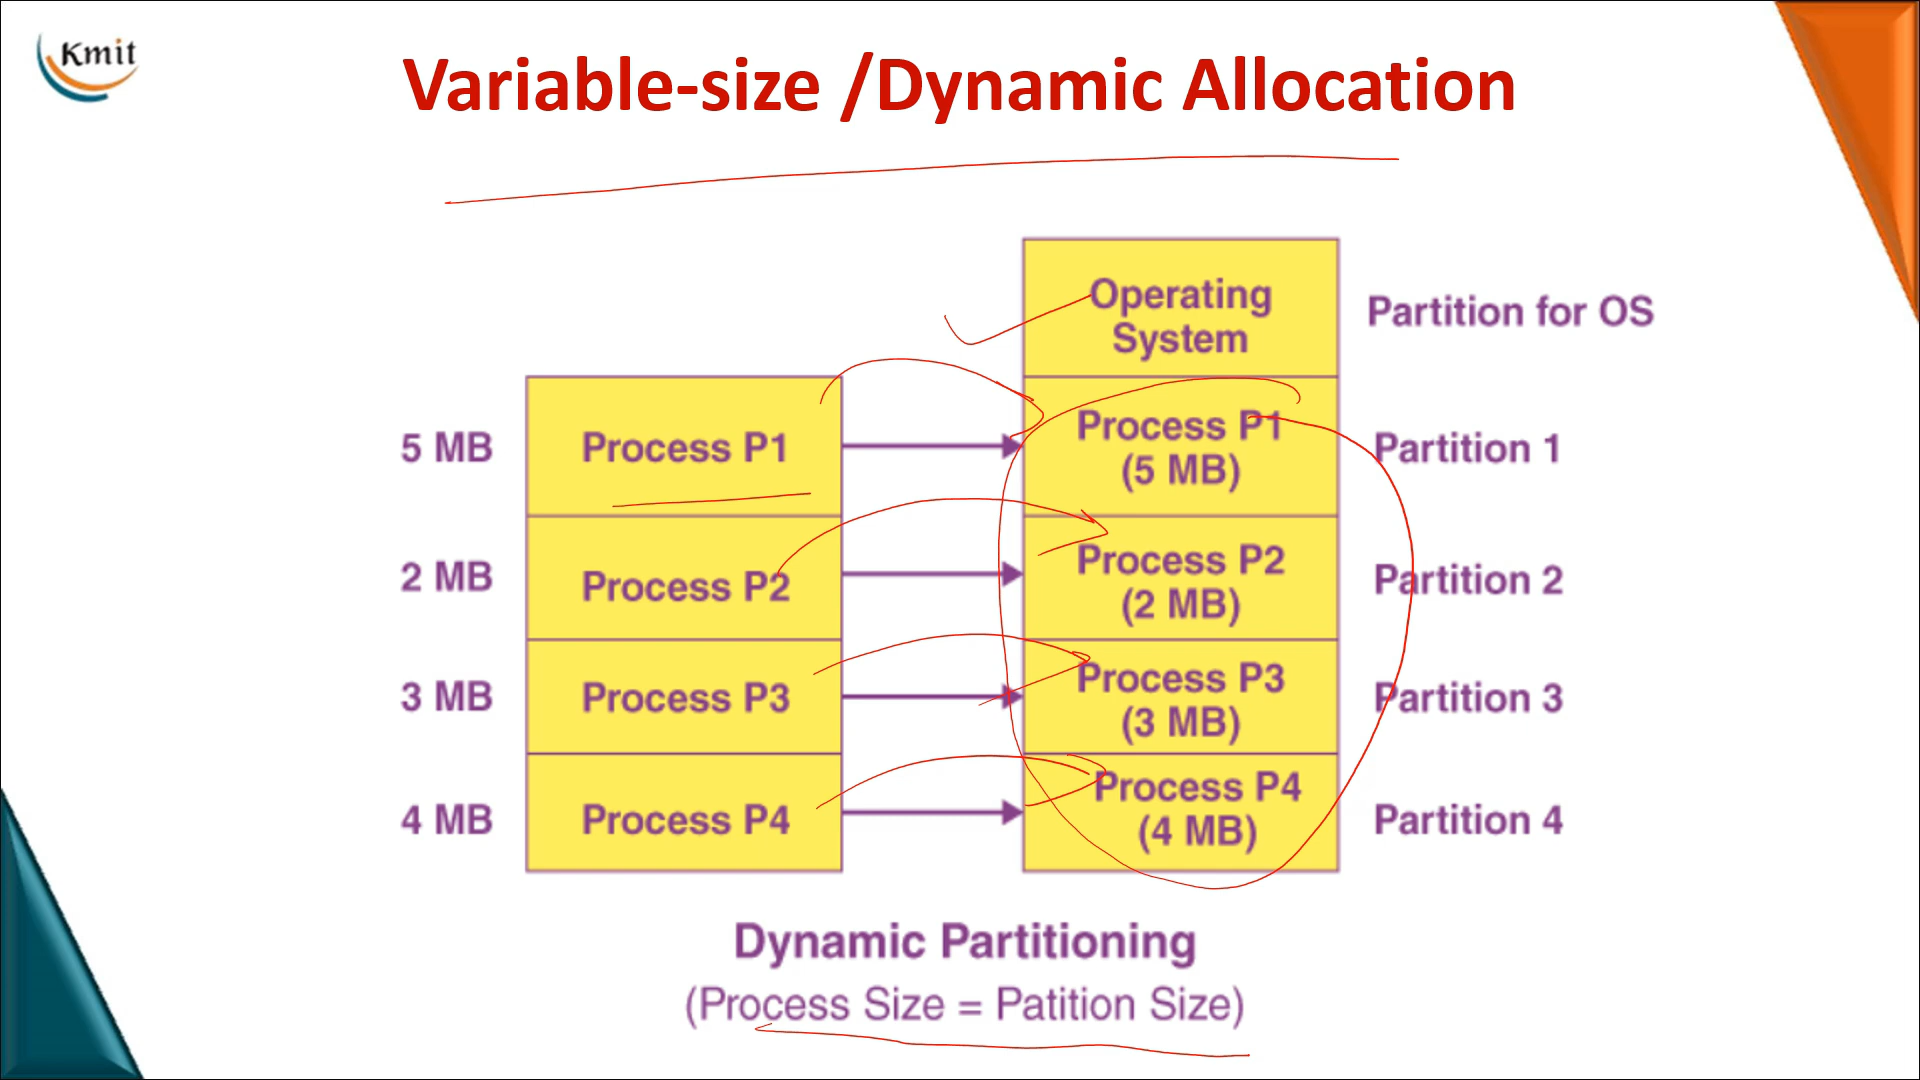 Kmit
Variable-size /Dynamic Allocation
Operating
System
Partition for OS
5 MB
Process P1
Process P1
(5 MB)
Partition 1
2 MB
Process P2
Process P2
(2 MB)
Partition 2
3 MB
Process P3
Process P3
(3 MB)
Partition 3
4 MB
Process P4
Process P4
(4 MB)
Partition 4
Dynamic Partitioning
(Process Size = Patition Size)